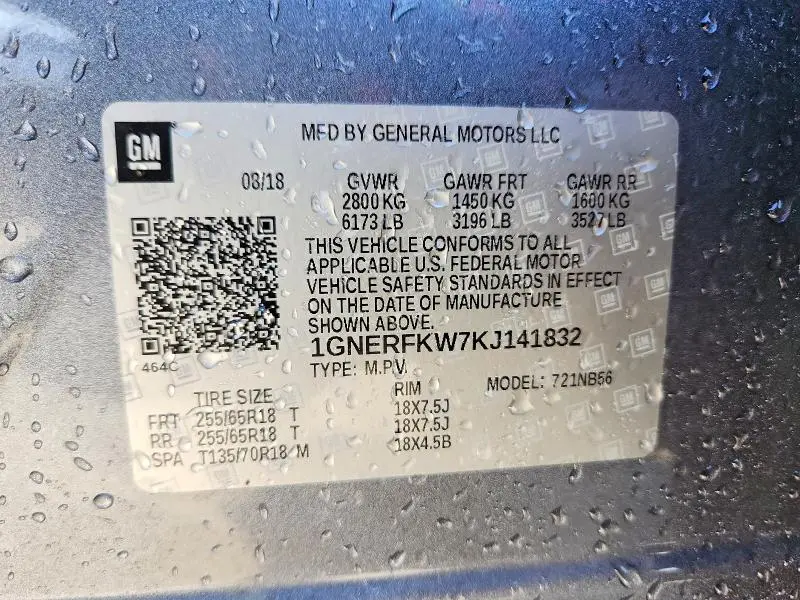 GM
MFD BY GENERAL MOTORS LLC
08/18 GVWR GAWR FRT GAWR RR
2800 KG 1450 KG 1600 KG
6173 LB 3196 LB 3527 LB
THIS VEHICLE CONFORMS TO ALL
APPLICABLE U.S. FEDERAL MOTOR
VEHICLE SAFETY STANDARDS IN EFFECT
ON THE DATE OF MANUFACTURE
SHOWN ABOVE.
1GNERFKW7KJ141832
464C
TYPE: M.P.V. MODEL: 721NB56
TIRE SIZE RIM
FRT 255/65R18 T 18X7.5J
RR 255/65R18 T 18X7.5J
SPA T135/70R18 M 18X4.5B